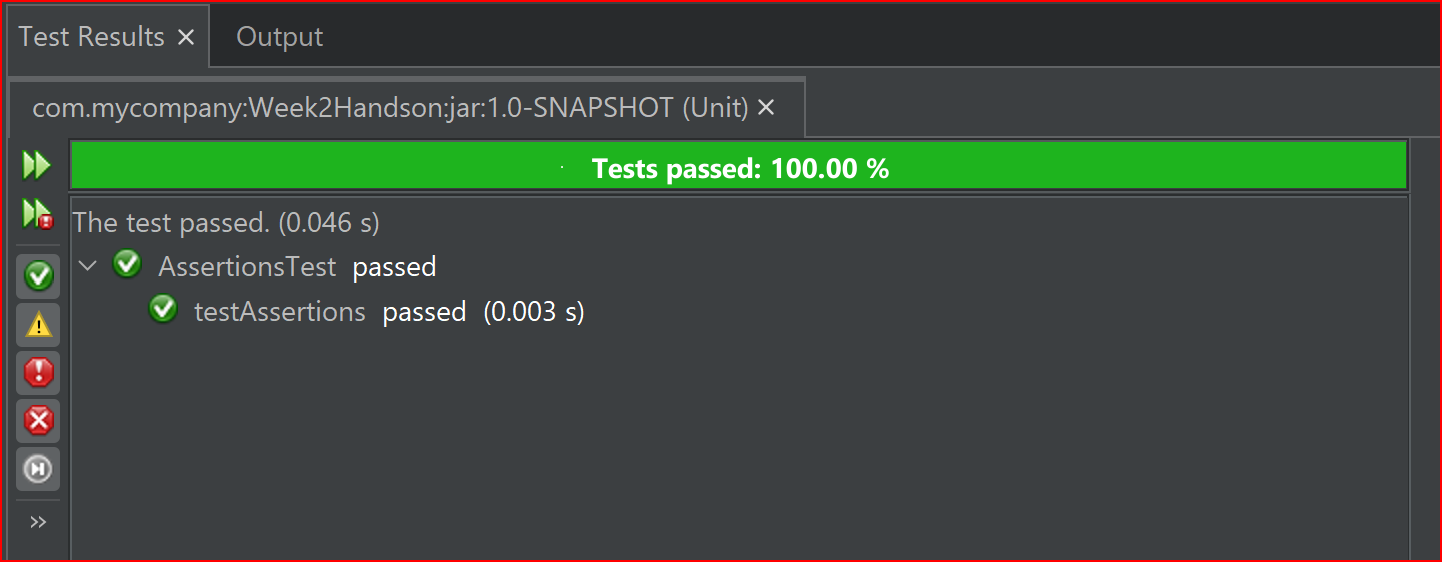 Test Results Output
com.mycompany:Week2Handson:jar:1.0-SNAPSHOT (Unit)
Tests passed: 100.00 %
The test passed. (0.046 s)
AssertionsTest passed
testAssertions passed (0.003 s)